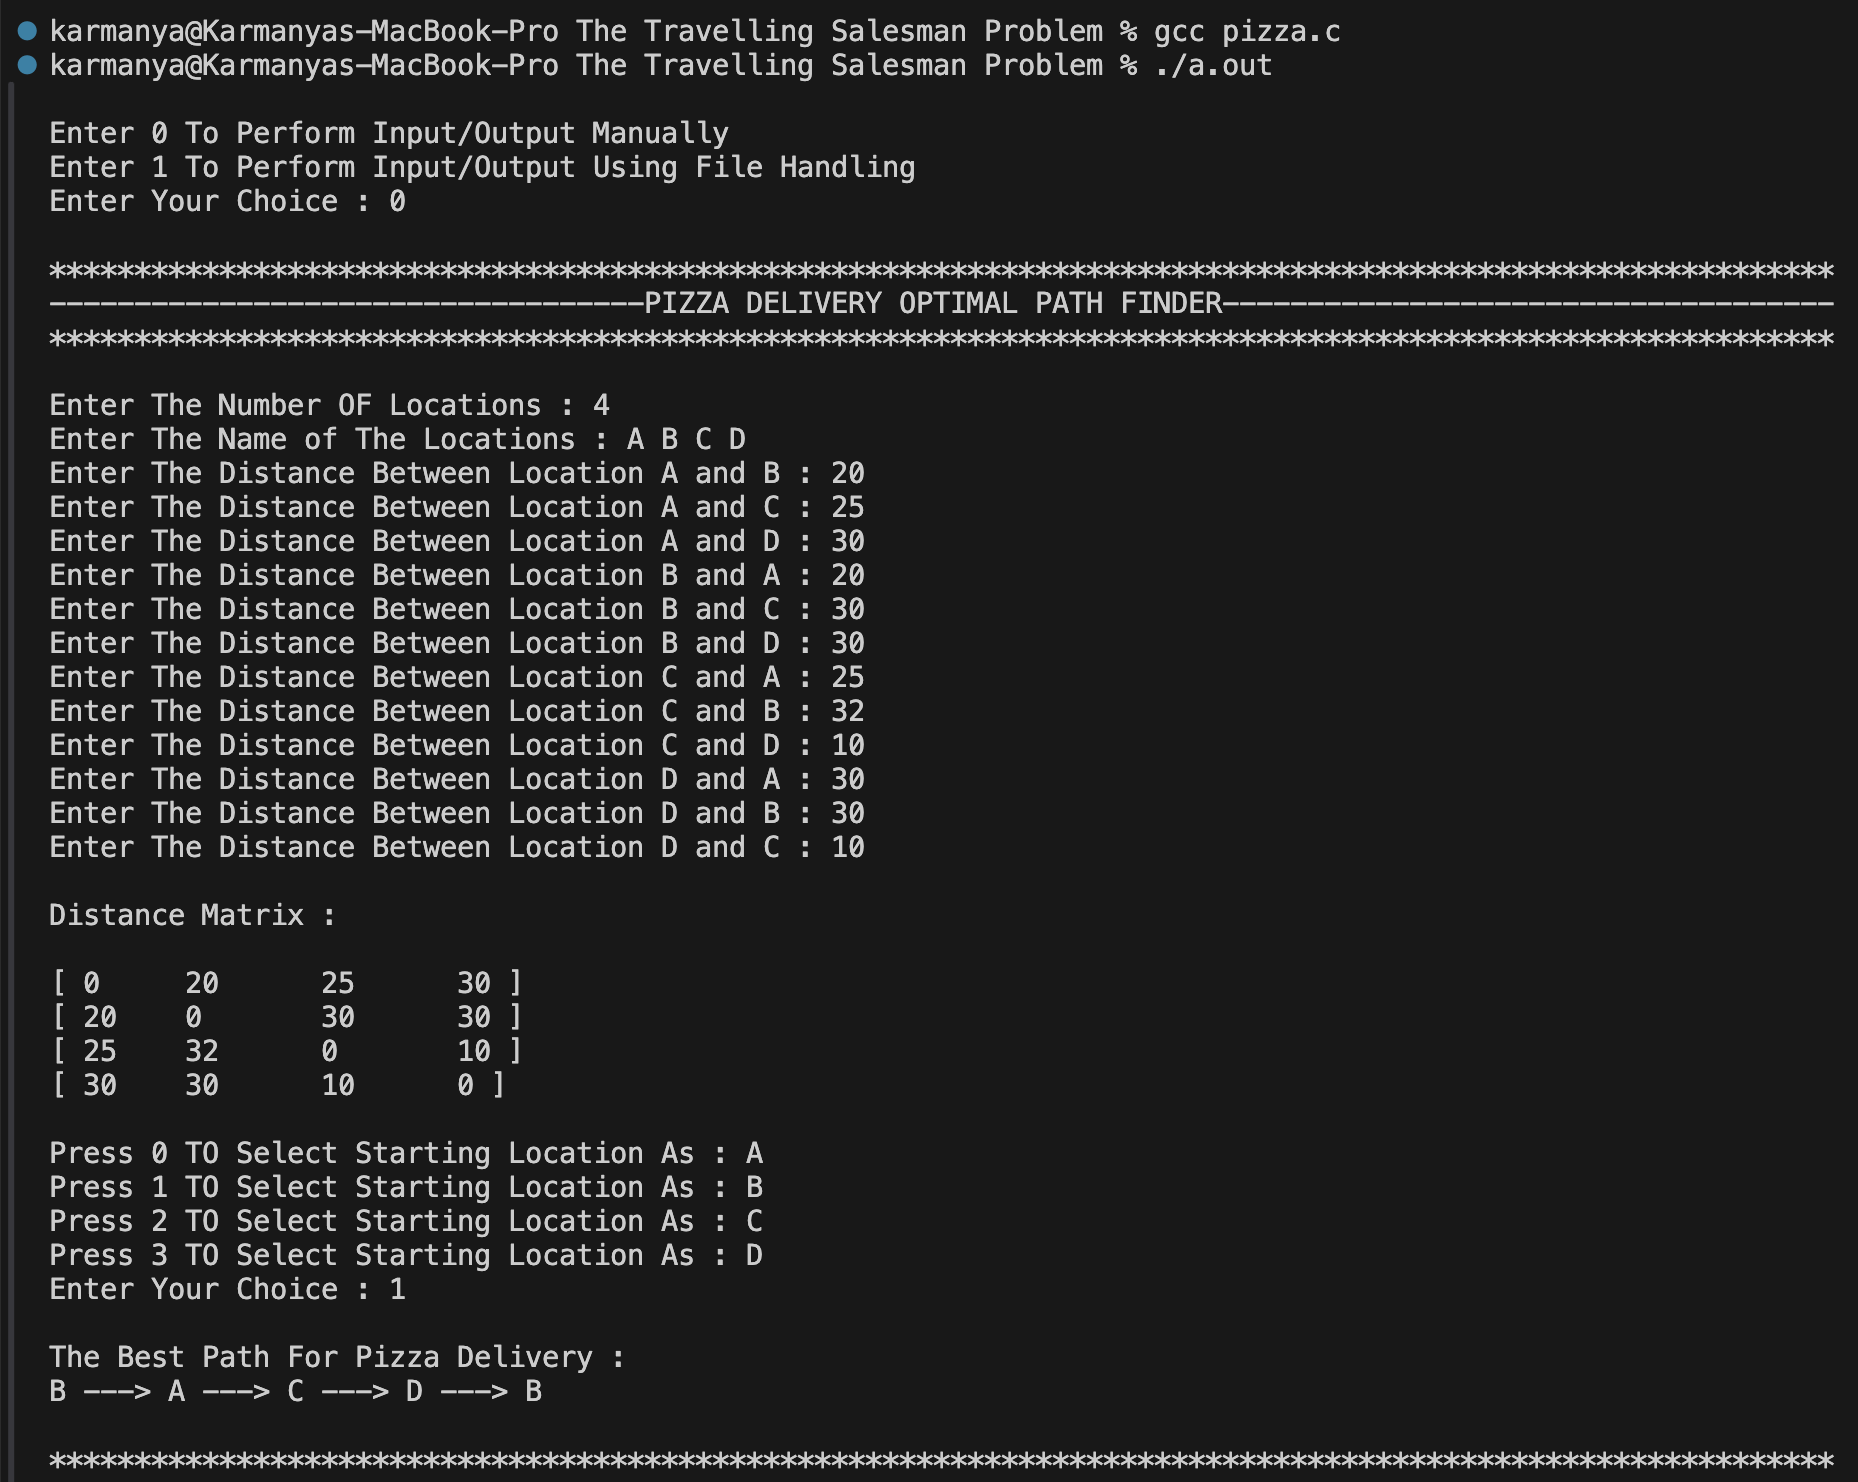 karmanya@Karmanyas-MacBook-Pro The Travelling Salesman Problem % gcc pizza.c
karmanya@Karmanyas-MacBook-Pro The Travelling Salesman Problem % ./a.out
Enter 0 To Perform Input/Output Manually
Enter 1 To Perform Input/Output Using File Handling
Enter Your Choice : 0
*********************************************************************************************************
-----------------------------------PIZZA DELIVERY OPTIMAL PATH FINDER------------------------------------
*********************************************************************************************************
Enter The Number OF Locations : 4
Enter The Name of The Locations : A B C D
Enter The Distance Between Location A and B : 20
Enter The Distance Between Location A and C : 25
Enter The Distance Between Location A and D : 30
Enter The Distance Between Location B and A : 20
Enter The Distance Between Location B and C : 30
Enter The Distance Between Location B and D : 30
Enter The Distance Between Location C and A : 25
Enter The Distance Between Location C and B : 32
Enter The Distance Between Location C and D : 10
Enter The Distance Between Location D and A : 30
Enter The Distance Between Location D and B : 30
Enter The Distance Between Location D and C : 10
Distance Matrix :
[ 0     20      25      30 ]
[ 20    0       30      30 ]
[ 25    32      0       10 ]
[ 30    30      10      0 ]
Press 0 TO Select Starting Location As : A
Press 1 TO Select Starting Location As : B
Press 2 TO Select Starting Location As : C
Press 3 TO Select Starting Location As : D
Enter Your Choice : 1
The Best Path For Pizza Delivery :
B ---> A ---> C ---> D ---> B
*********************************************************************************************************